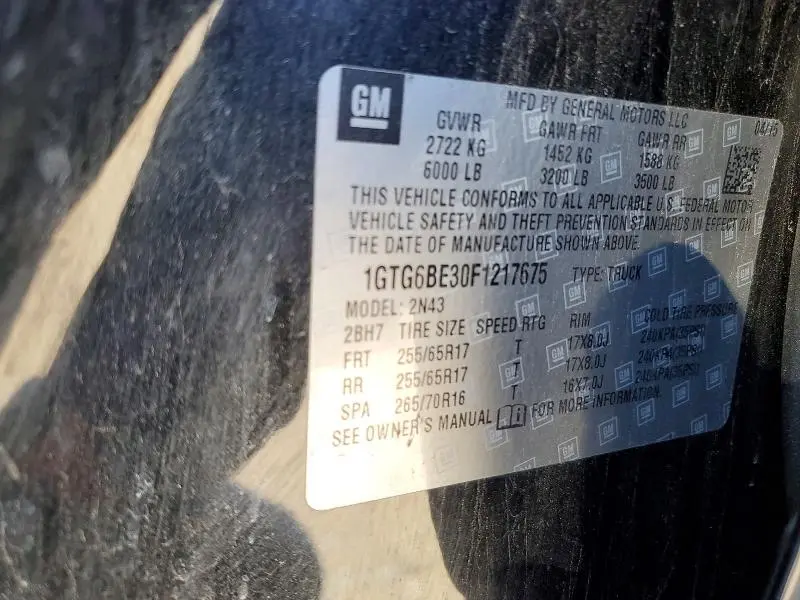 GM
MFD BY GENERAL MOTORS LLC
04/15
GVWR GAWR FRT GAWR RR
2722 KG 1452 KG 1588 KG
6000 LB 3200 LB 3500 LB
THIS VEHICLE CONFORMS TO ALL APPLICABLE U.S. FEDERAL MOTOR
VEHICLE SAFETY AND THEFT PREVENTION STANDARDS IN EFFECT ON
THE DATE OF MANUFACTURE SHOWN ABOVE.
1GTG6BE30F1217675 TYPE: TRUCK
MODEL: 2N43
2BH7 TIRE SIZE SPEED RTG RIM COLD TIRE PRESSURE
FRT 255/65R17 T 17X8.0J 240KPA(35PSI)
RR 255/65R17 T 17X8.0J 240KPA(35PSI)
SPA 265/70R16 T 16X7.0J 240KPA(35PSI)
SEE OWNER'S MANUAL FOR MORE INFORMATION.